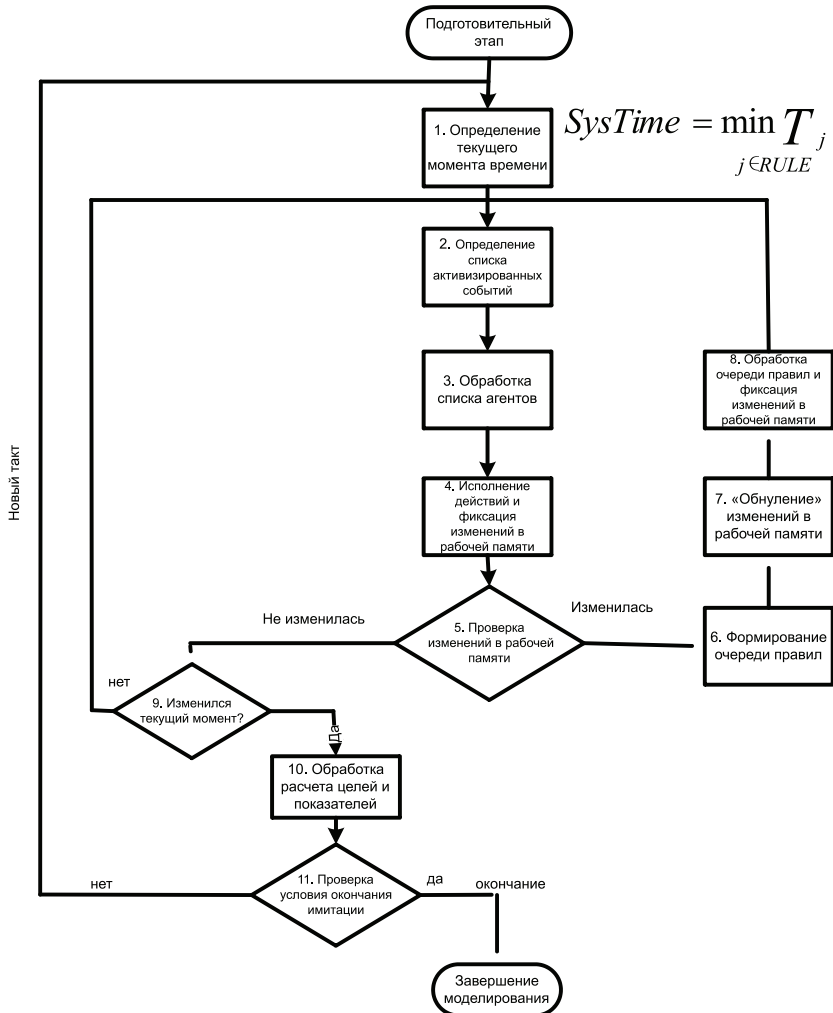 Подготовительный
этап
1. Определение
текущего
момента времени
SysTime = min T j
j∈RULE
2. Определение
списка
активизированных
событий
3. Обработка
списка агентов
8. Обработка
очереди правил и
фиксация
изменений в
рабочей памяти
4. Исполнение
действий и
фиксация
изменений в
рабочей памяти
7. «Обнуление»
изменений в
рабочей памяти
Новый такт
Не изменилась
Изменилась
5. Проверка
изменений в рабочей
памяти
6. Формирование
очереди правил
нет
9. Изменился
текущий момент?
Да
10. Обработка
расчета целей и
показателей
нет
11. Проверка
условия окончания
имитации
да
окончание
Завершение
моделирования